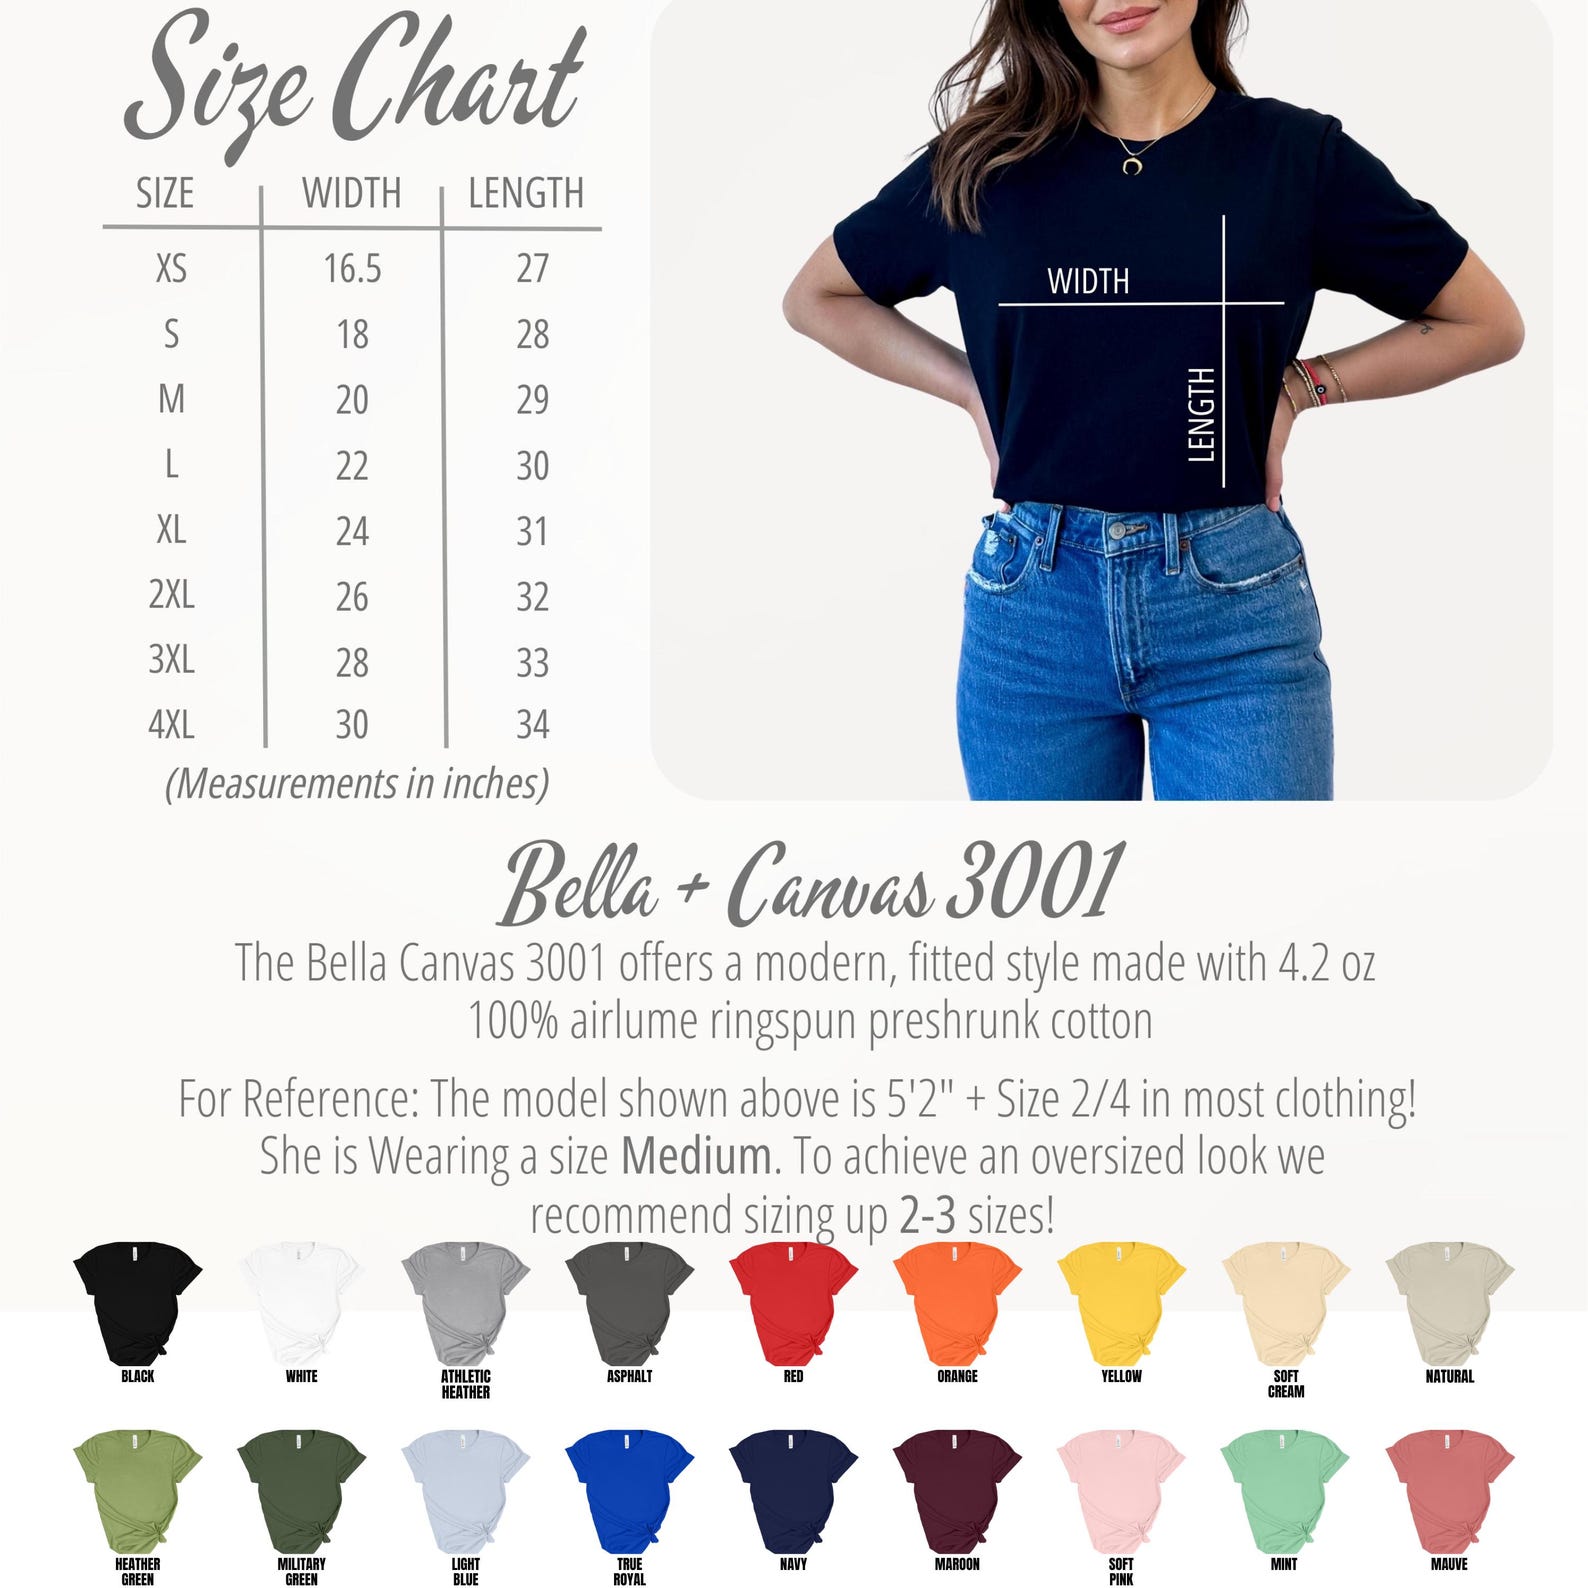 Size Chart
SIZE WIDTH LENGTH
XS 16.5 27
S 18 28
M 20 29
L 22 30
XL 24 31
2XL 26 32
3XL 28 33
4XL 30 34
(Measurements in inches)
WIDTH
LENGTH
Bella + Canvas 3001
The Bella Canvas 3001 offers a modern, fitted style made with 4.2 oz
100% airlume ringspun preshrunk cotton
For Reference: The model shown above is 5'2" + Size 2/4 in most clothing!
She is Wearing a size Medium. To achieve an oversized look we
recommend sizing up 2-3 sizes!
BLACK
WHITE
ATHLETIC
HEATHER
ASPHALT
RED
ORANGE
YELLOW
SOFT
CREAM
NATURAL
HEATHER
GREEN
MILITARY
GREEN
LIGHT
BLUE
TRUE
ROYAL
NAVY
MAROON
SOFT
PINK
MINT
MAUVE